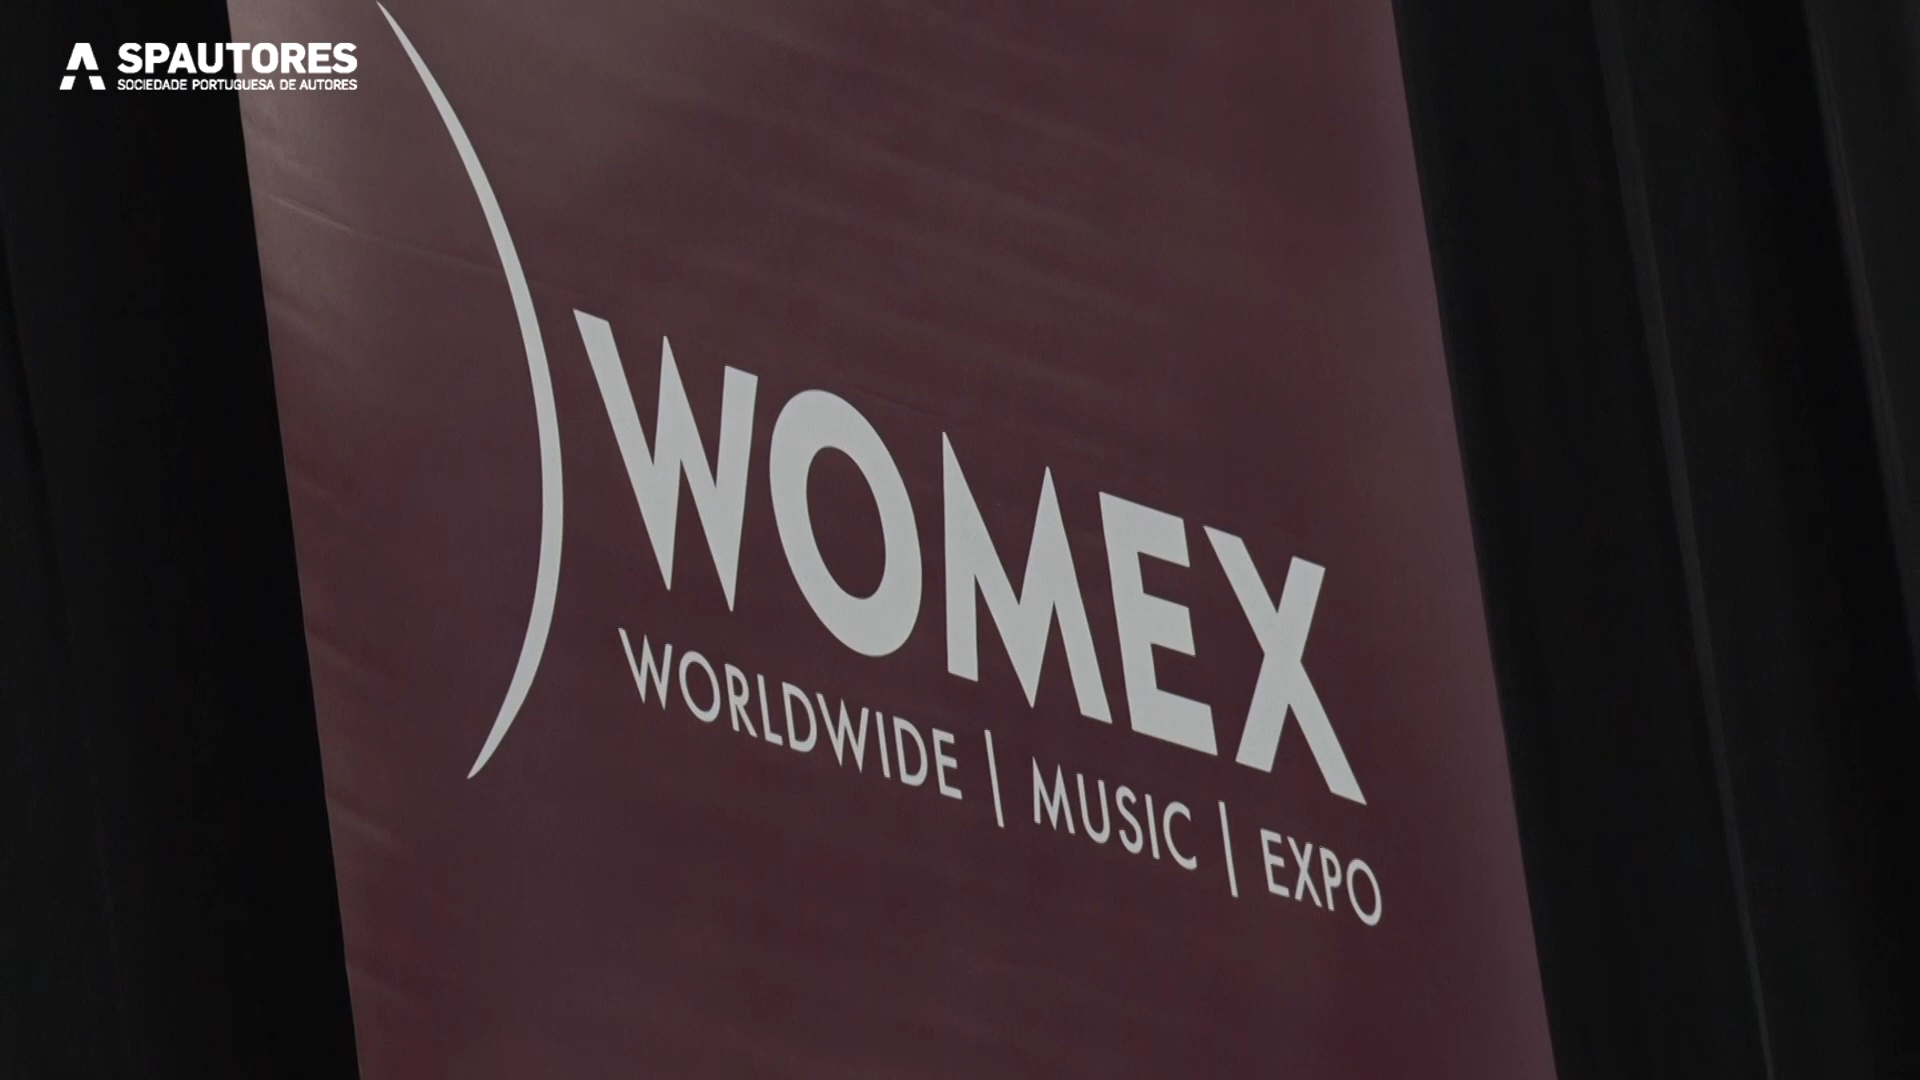 SPAUTORES
SOCIEDADE PORTUGUESA DE AUTORES
WOMEX
WORLDWIDE | MUSIC | EXPO